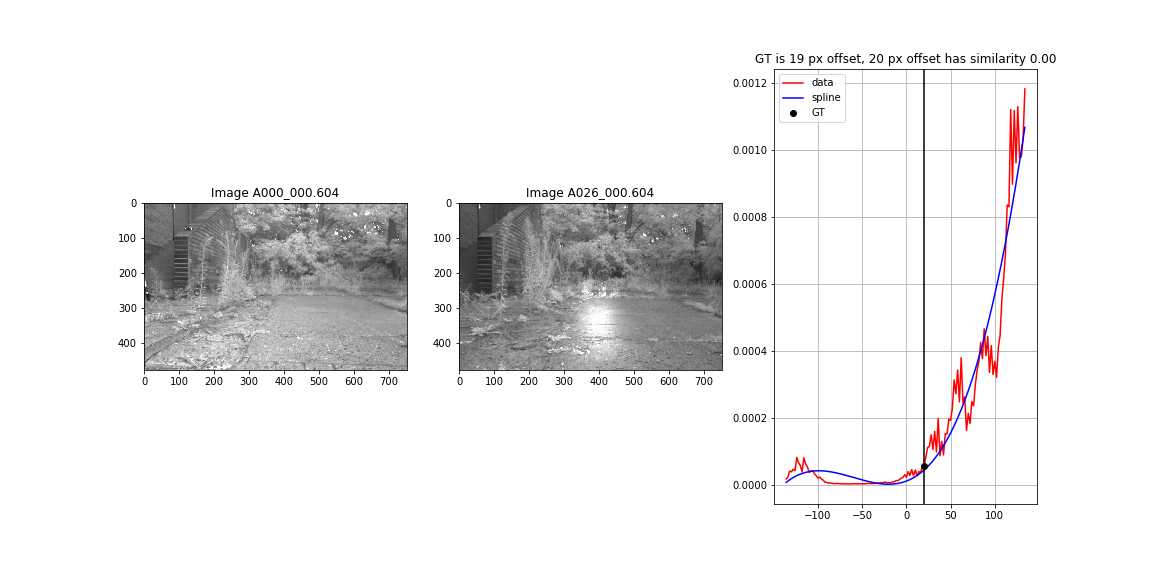 Image A000_000.604
0
100
200
300
400
0 100 200 300 400 500 600 700
Image A026_000.604
0
100
200
300
400
0 100 200 300 400 500 600 700
GT is 19 px offset, 20 px offset has similarity 0.00
data
spline
GT
0.0012
0.0010
0.0008
0.0006
0.0004
0.0002
0.0000
−100 −50 0 50 100